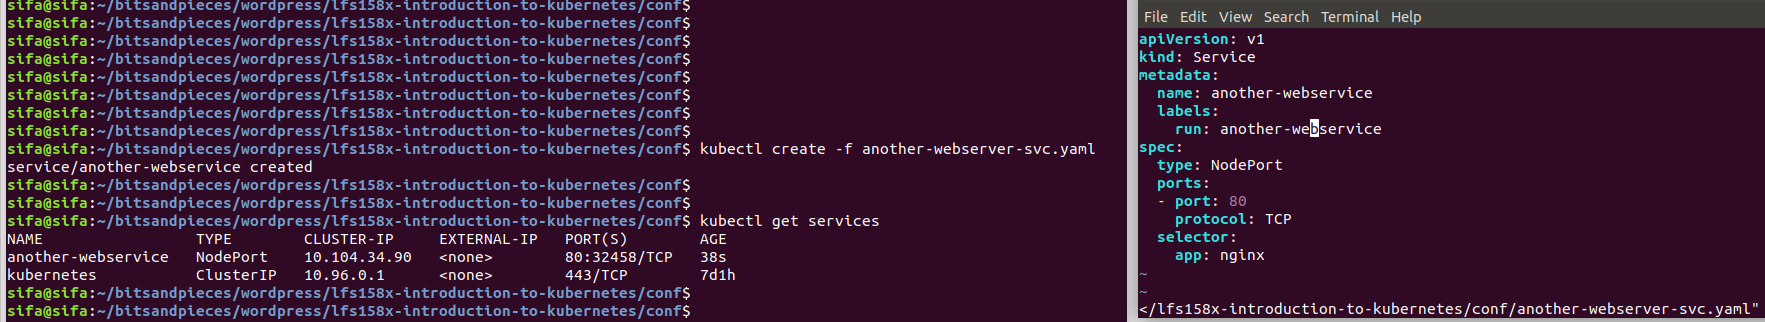 sifa@sifa:~/bitsandpieces/wordpress/lfs158x-introduction-to-kubernetes/conf$
sifa@sifa:~/bitsandpieces/wordpress/lfs158x-introduction-to-kubernetes/conf$
sifa@sifa:~/bitsandpieces/wordpress/lfs158x-introduction-to-kubernetes/conf$
sifa@sifa:~/bitsandpieces/wordpress/lfs158x-introduction-to-kubernetes/conf$
sifa@sifa:~/bitsandpieces/wordpress/lfs158x-introduction-to-kubernetes/conf$
sifa@sifa:~/bitsandpieces/wordpress/lfs158x-introduction-to-kubernetes/conf$
sifa@sifa:~/bitsandpieces/wordpress/lfs158x-introduction-to-kubernetes/conf$
sifa@sifa:~/bitsandpieces/wordpress/lfs158x-introduction-to-kubernetes/conf$
sifa@sifa:~/bitsandpieces/wordpress/lfs158x-introduction-to-kubernetes/conf$ kubectl create -f another-webserver-svc.yaml
service/another-webservice created
sifa@sifa:~/bitsandpieces/wordpress/lfs158x-introduction-to-kubernetes/conf$
sifa@sifa:~/bitsandpieces/wordpress/lfs158x-introduction-to-kubernetes/conf$
sifa@sifa:~/bitsandpieces/wordpress/lfs158x-introduction-to-kubernetes/conf$ kubectl get services
NAME                 TYPE        CLUSTER-IP     EXTERNAL-IP   PORT(S)        AGE
another-webservice   NodePort    10.104.34.90   <none>        80:32458/TCP   38s
kubernetes           ClusterIP   10.96.0.1      <none>        443/TCP        7d1h
sifa@sifa:~/bitsandpieces/wordpress/lfs158x-introduction-to-kubernetes/conf$
sifa@sifa:~/bitsandpieces/wordpress/lfs158x-introduction-to-kubernetes/conf$
File Edit View Search Terminal Help
apiVersion: v1
kind: Service
metadata:
  name: another-webservice
  labels:
    run: another-webservice
spec:
  type: NodePort
  ports:
  - port: 80
    protocol: TCP
  selector:
    app: nginx
~
~
</lfs158x-introduction-to-kubernetes/conf/another-webserver-svc.yaml"